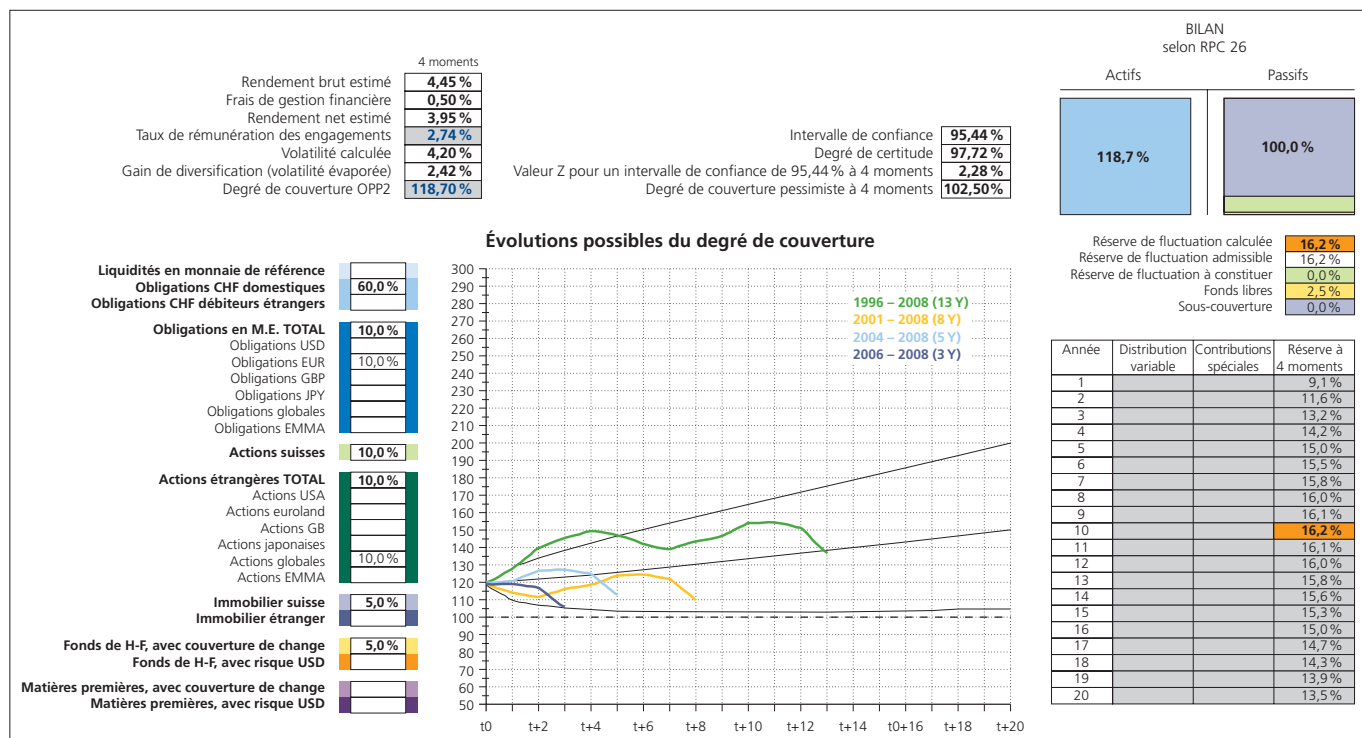 4 moments
Rendement brut estimé 4,45 %
Frais de gestion financière 0,50 %
Rendement net estimé 3,95 %
Taux de rémunération des engagements 2,74 %
Volatilité calculée 4,20 %
Gain de diversification (volatilité évaporée) 2,42 %
Degré de couverture OPP2 118,70 %
Intervalle de confiance 95,44 %
Degré de certitude 97,72 %
Valeur Z pour un intervalle de confiance de 95,44 % à 4 moments 2,28 %
Degré de couverture pessimiste à 4 moments 102,50 %
BILAN
selon RPC 26
Actifs Passifs
118,7 % 100,0 %
Réserve de fluctuation calculée 16,2 %
Réserve de fluctuation admissible 16,2 %
Réserve de fluctuation à constituer 0,0 %
Fonds libres 2,5 %
Sous-couverture 0,0 %
Liquidités en monnaie de référence
Obligations CHF domestiques 60,0 %
Obligations CHF débiteurs étrangers
Obligations en M.E. TOTAL 10,0 %
Obligations USD
Obligations EUR 10,0 %
Obligations GBP
Obligations JPY
Obligations globales
Obligations EMMA
Actions suisses 10,0 %
Actions étrangères TOTAL 10,0 %
Actions USA
Actions euroland
Actions GB
Actions japonaises
Actions globales 10,0 %
Actions EMMA
Immobilier suisse 5,0 %
Immobilier étranger
Fonds de H-F, avec couverture de change 5,0 %
Fonds de H-F, avec risque USD
Matières premières, avec couverture de change
Matières premières, avec risque USD
Évolutions possibles du degré de couverture
300
290
280
270
260
250
240
230
220
210
200
190
180
170
160
150
140
130
120
110
100
90
80
70
60
50
t0 t+2 t+4 t+6 t+8 t+10 t+12 t+14 t0+16 t+18 t+20
1996 – 2008 (13 Y)
2001 – 2008 (8 Y)
2004 – 2008 (5 Y)
2006 – 2008 (3 Y)
Année Distribution variable Contributions spéciales Réserve à 4 moments
1 9,1 %
2 11,6 %
3 13,2 %
4 14,2 %
5 15,0 %
6 15,5 %
7 15,8 %
8 16,0 %
9 16,1 %
10 16,2 %
11 16,1 %
12 16,0 %
13 15,8 %
14 15,6 %
15 15,3 %
16 15,0 %
17 14,7 %
18 14,3 %
19 13,9 %
20 13,5 %